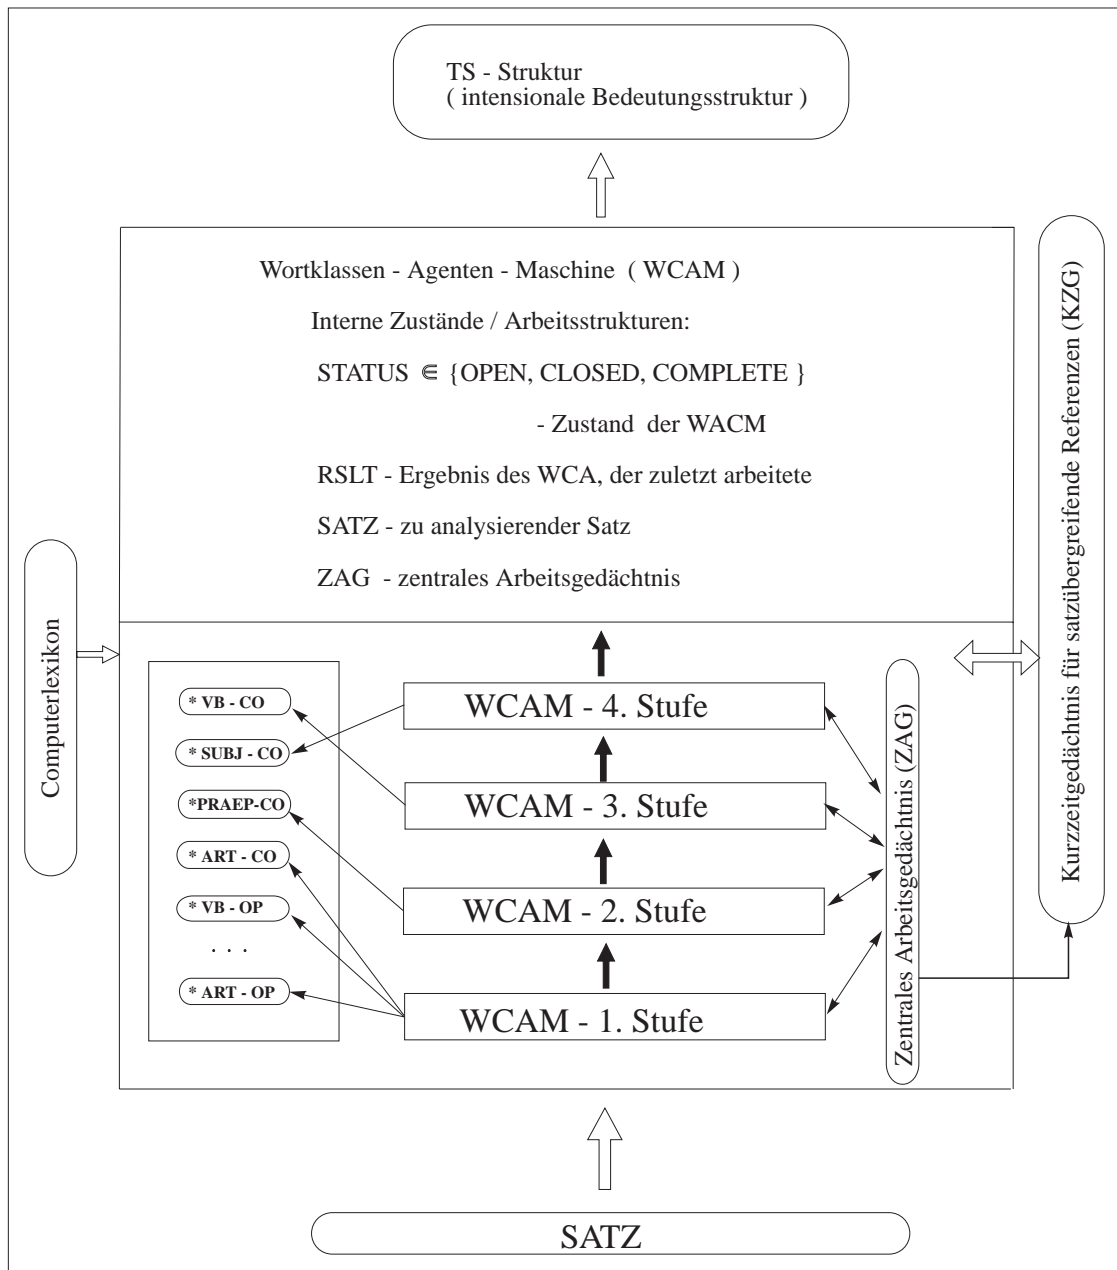 TS - Struktur
( intensionale Bedeutungsstruktur )
Wortklassen - Agenten - Maschine ( WCAM )
Interne Zustände / Arbeitsstrukturen:
STATUS ∈ {OPEN, CLOSED, COMPLETE }
- Zustand der WACM
RSLT - Ergebnis des WCA, der zuletzt arbeitete
SATZ - zu analysierender Satz
ZAG - zentrales Arbeitsgedächtnis
Computerlexikon
* VB - CO
* SUBJ - CO
*PRAEP-CO
* ART - CO
* VB - OP
. . .
* ART - OP
WCAM - 4. Stufe
WCAM - 3. Stufe
WCAM - 2. Stufe
WCAM - 1. Stufe
Zentrales Arbeitsgedächtnis (ZAG)
Kurzzeitgedächtnis für satzübergreifende Referenzen (KZG)
SATZ